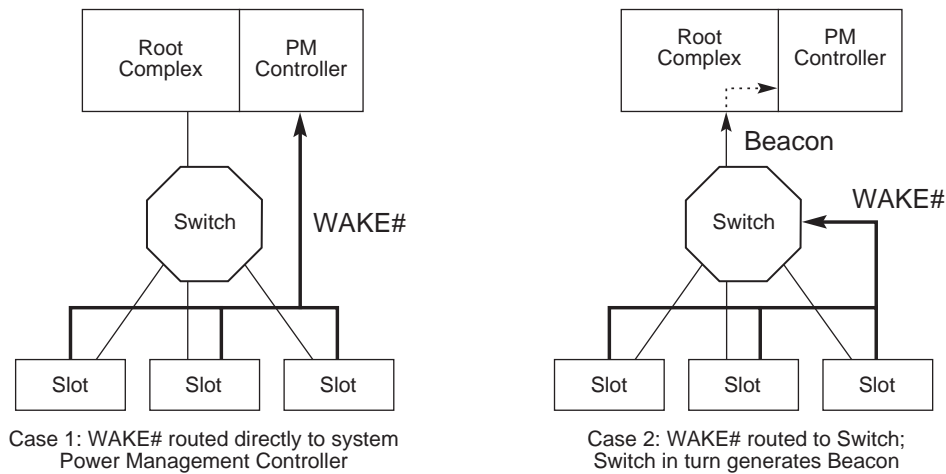 Root
Complex
PM
Controller
WAKE#
Switch
Slot
Slot
Slot
Case 1: WAKE# routed directly to system
Power Management Controller
Root
Complex
PM
Controller
Beacon
WAKE#
Switch
Slot
Slot
Slot
Case 2: WAKE# routed to Switch;
Switch in turn generates Beacon